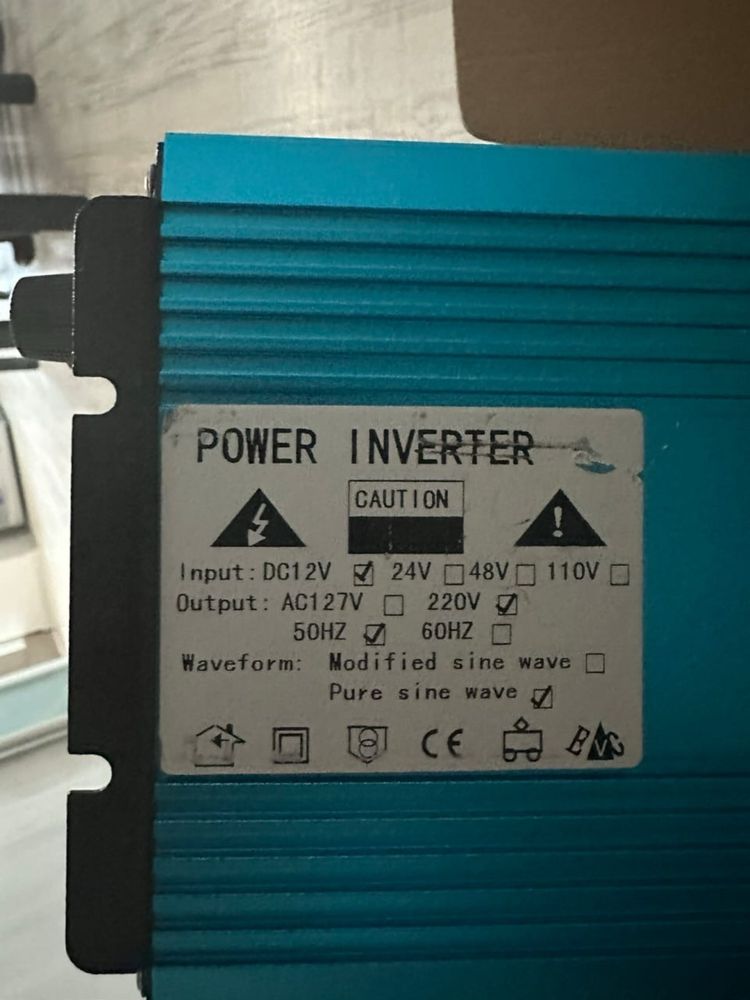 POWER INVERTER
CAUTION
Input: DC12V ☑ 24V ☐ 48V ☐ 110V ☐
Output: AC127V ☐ 220V ☑
50HZ ☑ 60HZ ☐
Waveform: Modified sine wave ☐
Pure sine wave ☑
CE